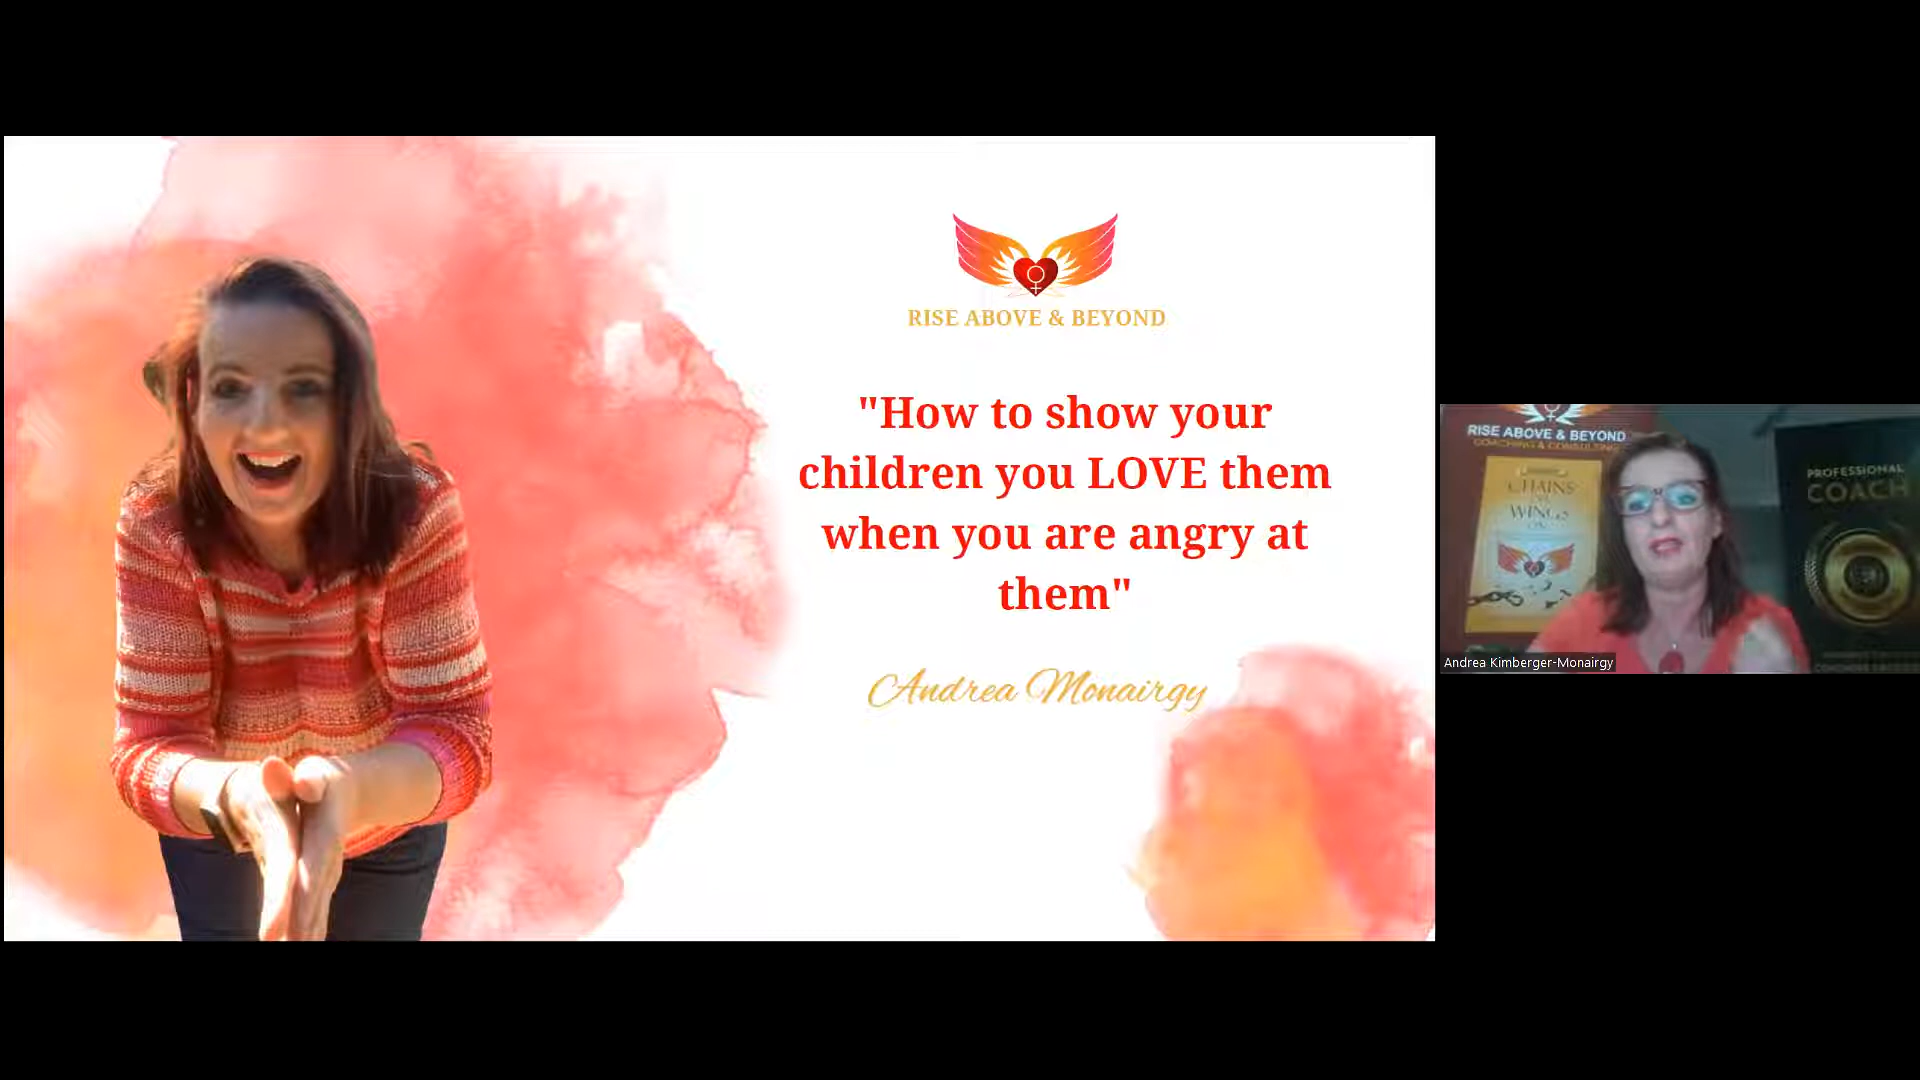 RISE ABOVE & BEYOND
"How to show your
children you LOVE them
when you are angry at
them"
Andrea Monairgy
RISE ABOVE & BEYOND
COACHING & CONSULTING
CHAINS
WINGS
ON
PROFESSIONAL
COACH
Andrea Kimberger-Monairgy